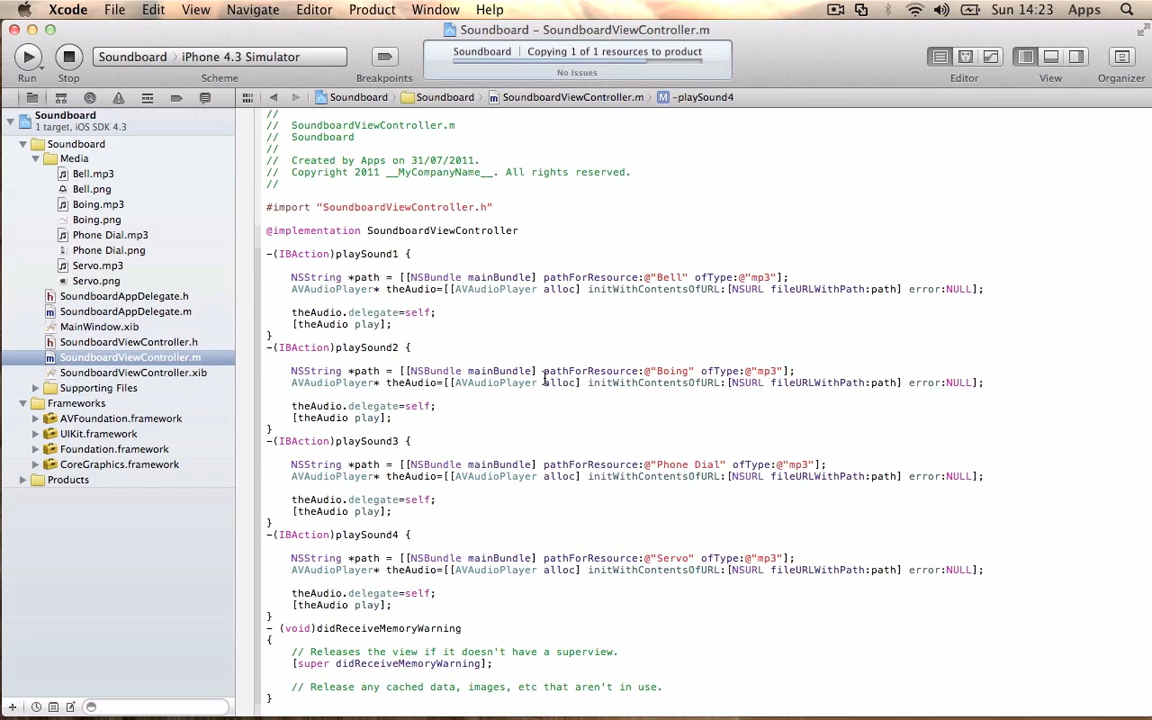 Xcode File Edit View Navigate Editor Product Window Help Sun 14:23 Apps
Soundboard - SoundboardViewController.m
Soundboard iPhone 4.3 Simulator
Soundboard Copying 1 of 1 resources to product
No Issues
Run Stop Scheme Breakpoints Editor View Organizer
Soundboard Soundboard SoundboardViewController.m -playSound4
Soundboard
1 target, iOS SDK 4.3
Soundboard
Media
Bell.mp3
Bell.png
Boing.mp3
Boing.png
Phone Dial.mp3
Phone Dial.png
Servo.mp3
Servo.png
SoundboardAppDelegate.h
SoundboardAppDelegate.m
MainWindow.xib
SoundboardViewController.h
SoundboardViewController.m
SoundboardViewController.xib
Supporting Files
Frameworks
AVFoundation.framework
UIKit.framework
Foundation.framework
CoreGraphics.framework
Products
//
// SoundboardViewController.m
// Soundboard
//
// Created by Apps on 31/07/2011.
// Copyright 2011 __MyCompanyName__. All rights reserved.
//
#import "SoundboardViewController.h"
@implementation SoundboardViewController
-(IBAction)playSound1 {
NSString *path = [[NSBundle mainBundle] pathForResource:@"Bell" ofType:@"mp3"];
AVAudioPlayer* theAudio=[[AVAudioPlayer alloc] initWithContentsOfURL:[NSURL fileURLWithPath:path] error:NULL];
theAudio.delegate=self;
[theAudio play];
}
-(IBAction)playSound2 {
NSString *path = [[NSBundle mainBundle] pathForResource:@"Boing" ofType:@"mp3"];
AVAudioPlayer* theAudio=[[AVAudioPlayer alloc] initWithContentsOfURL:[NSURL fileURLWithPath:path] error:NULL];
theAudio.delegate=self;
[theAudio play];
}
-(IBAction)playSound3 {
NSString *path = [[NSBundle mainBundle] pathForResource:@"Phone Dial" ofType:@"mp3"];
AVAudioPlayer* theAudio=[[AVAudioPlayer alloc] initWithContentsOfURL:[NSURL fileURLWithPath:path] error:NULL];
theAudio.delegate=self;
[theAudio play];
}
-(IBAction)playSound4 {
NSString *path = [[NSBundle mainBundle] pathForResource:@"Servo" ofType:@"mp3"];
AVAudioPlayer* theAudio=[[AVAudioPlayer alloc] initWithContentsOfURL:[NSURL fileURLWithPath:path] error:NULL];
theAudio.delegate=self;
[theAudio play];
}
- (void)didReceiveMemoryWarning
{
// Releases the view if it doesn't have a superview.
[super didReceiveMemoryWarning];
// Release any cached data, images, etc that aren't in use.
}